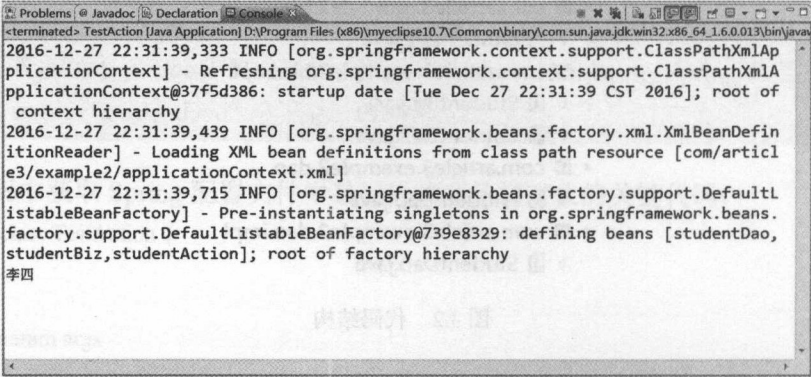 Problems @ Javadoc Declaration Console
<terminated> TestAction [Java Application] D:\Program Files (x86)\myeclipse10.7\Common\binary\com.sun.java.jdk.win32.x86_64_1.6.0.013\bin\javaw
2016-12-27 22:31:39,333 INFO [org.springframework.context.support.ClassPathXmlAp
plicationContext] - Refreshing org.springframework.context.support.ClassPathXmlA
pplicationContext@37f5d386: startup date [Tue Dec 27 22:31:39 CST 2016]; root of
context hierarchy
2016-12-27 22:31:39,439 INFO [org.springframework.beans.factory.xml.XmlBeanDefin
itionReader] - Loading XML bean definitions from class path resource [com/articl
e3/example2/applicationContext.xml]
2016-12-27 22:31:39,715 INFO [org.springframework.beans.factory.support.DefaultL
istableBeanFactory] - Pre-instantiating singletons in org.springframework.beans.
factory.support.DefaultListableBeanFactory@739e8329: defining beans [studentDao,
studentBiz,studentAction]; root of factory hierarchy
李四